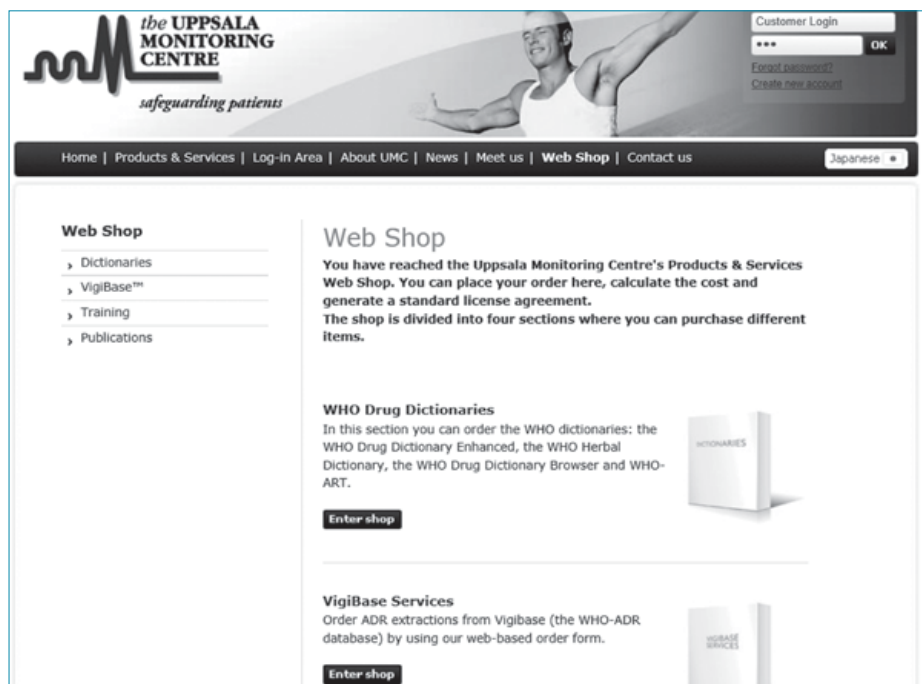 the UPPSALA
MONITORING
CENTRE
safeguarding patients
Customer Login
•••
OK
Forgot password?
Create new account
Home | Products & Services | Log-in Area | About UMC | News | Meet us | Web Shop | Contact us
Japanese
Web Shop
Dictionaries
VigiBase™
Training
Publications
Web Shop
You have reached the Uppsala Monitoring Centre's Products & Services
Web Shop. You can place your order here, calculate the cost and
generate a standard license agreement.
The shop is divided into four sections where you can purchase different
items.
WHO Drug Dictionaries
In this section you can order the WHO dictionaries: the
WHO Drug Dictionary Enhanced, the WHO Herbal
Dictionary, the WHO Drug Dictionary Browser and WHO-
ART.
Enter shop
DICTIONARIES
VigiBase Services
Order ADR extractions from Vigibase (the WHO-ADR
database) by using our web-based order form.
Enter shop
VIGIBASE
SERVICES